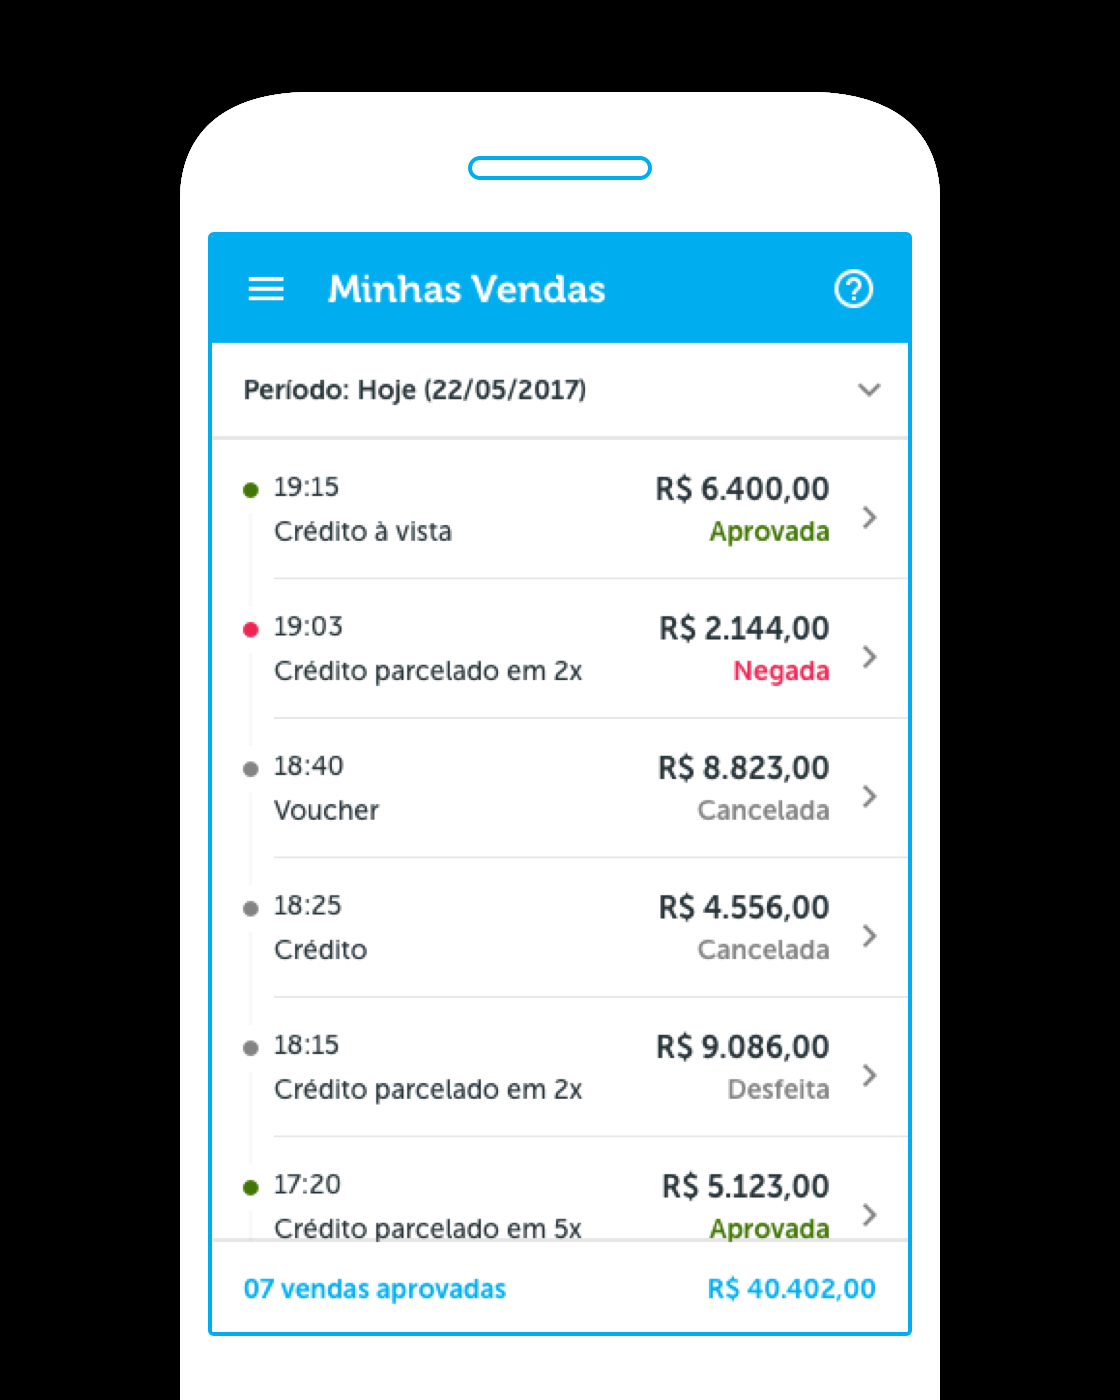 Minhas Vendas
Período: Hoje (22/05/2017)
19:15 R$ 6.400,00
Crédito à vista Aprovada
19:03 R$ 2.144,00
Crédito parcelado em 2x Negada
18:40 R$ 8.823,00
Voucher Cancelada
18:25 R$ 4.556,00
Crédito Cancelada
18:15 R$ 9.086,00
Crédito parcelado em 2x Desfeita
17:20 R$ 5.123,00
Crédito parcelado em 5x Aprovada
07 vendas aprovadas R$ 40.402,00